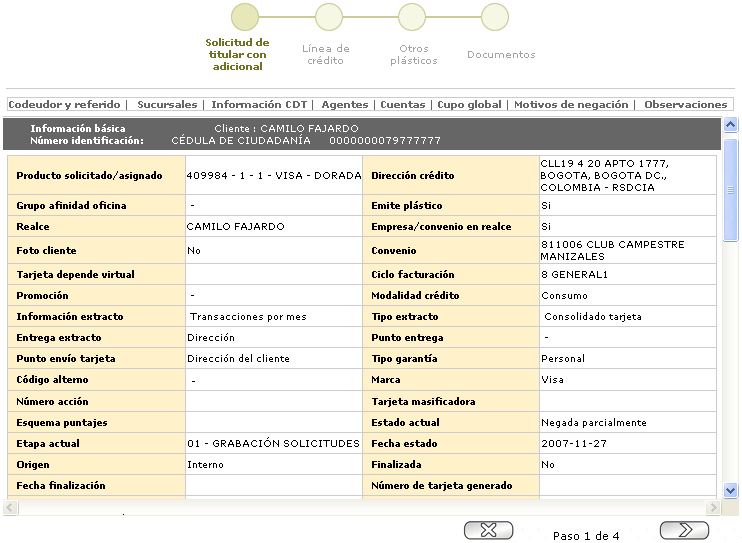 Solicitud de titular con adicional
Línea de crédito
Otros plásticos
Documentos
Codeudor y referido | Sucursales | Información CDT | Agentes | Cuentas | Cupo global | Motivos de negación | Observaciones
Información básica Cliente : CAMILO FAJARDO
Número identificación: CÉDULA DE CIUDADANÍA 0000000079777777
Producto solicitado/asignado 409984 - 1 - 1 - VISA - DORADA Dirección crédito CLL19 4 20 APTO 1777, BOGOTA, BOGOTA DC., COLOMBIA - RSDCIA
Grupo afinidad oficina - Emite plástico Si
Realce CAMILO FAJARDO Empresa/convenio en realce Si
Foto cliente No Convenio 811006 CLUB CAMPESTRE MANIZALES
Tarjeta depende virtual Ciclo facturación 8 GENERAL1
Promoción - Modalidad crédito Consumo
Información extracto Transacciones por mes Tipo extracto Consolidado tarjeta
Entrega extracto Dirección Punto entrega -
Punto envío tarjeta Dirección del cliente Tipo garantía Personal
Código alterno - Marca Visa
Número acción Tarjeta masificadora
Esquema puntajes Estado actual Negada parcialmente
Etapa actual 01 - GRABACIÓN SOLICITUDES Fecha estado 2007-11-27
Origen Interno Finalizada No
Fecha finalización Número de tarjeta generado
Paso 1 de 4